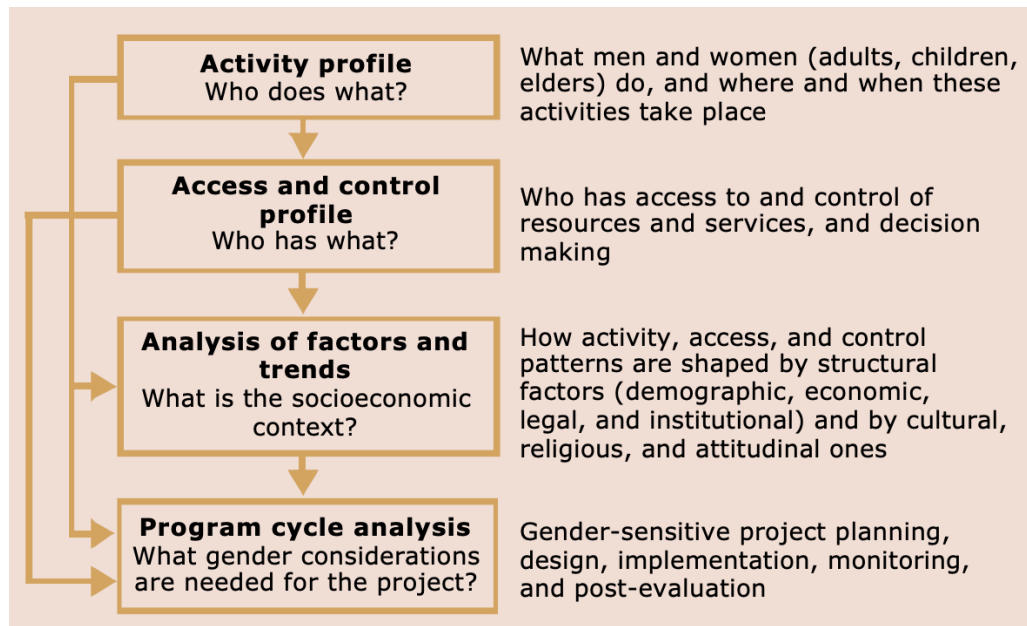 Activity profile
Who does what?
What men and women (adults, children,
elders) do, and where and when these
activities take place
Access and control
profile
Who has what?
Who has access to and control of
resources and services, and decision
making
Analysis of factors and
trends
What is the socioeconomic
context?
How activity, access, and control
patterns are shaped by structural
factors (demographic, economic,
legal, and institutional) and by cultural,
religious, and attitudinal ones
Program cycle analysis
What gender considerations
are needed for the project?
Gender-sensitive project planning,
design, implementation, monitoring,
and post-evaluation